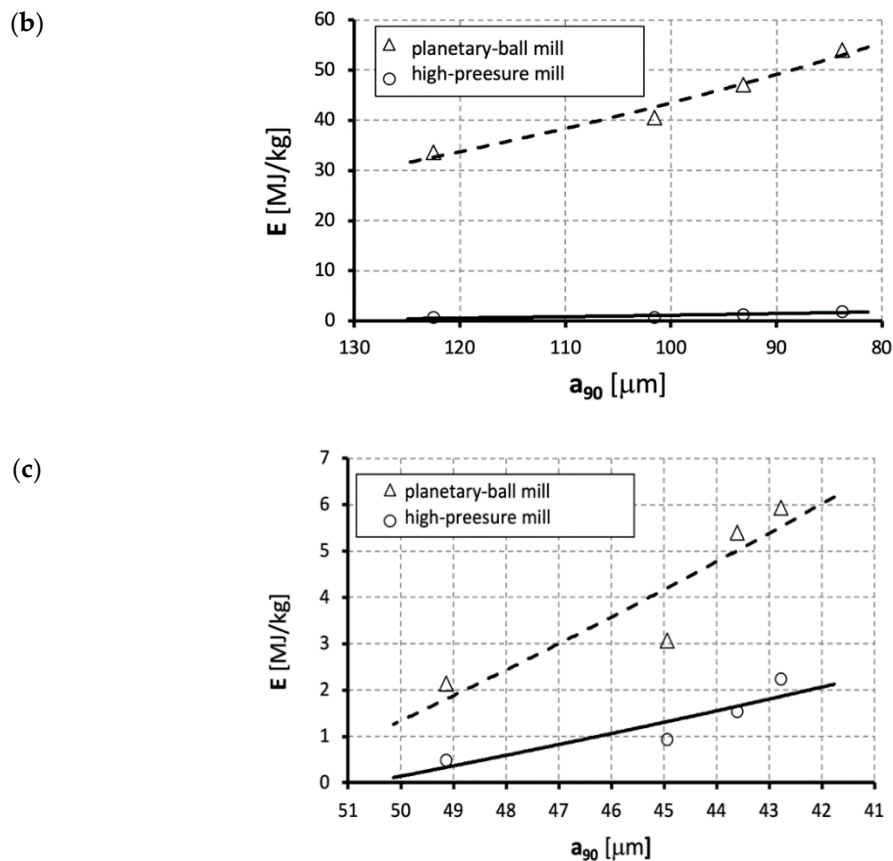 (b)
60
50
40
30
20
10
0
E [MJ/kg]
planetary-ball mill
high-preesure mill
130 120 110 100 90 80
a90 [μm]
(c)
7
6
5
4
3
2
1
0
E [MJ/kg]
planetary-ball mill
high-preesure mill
51 50 49 48 47 46 45 44 43 42 41
a90 [μm]